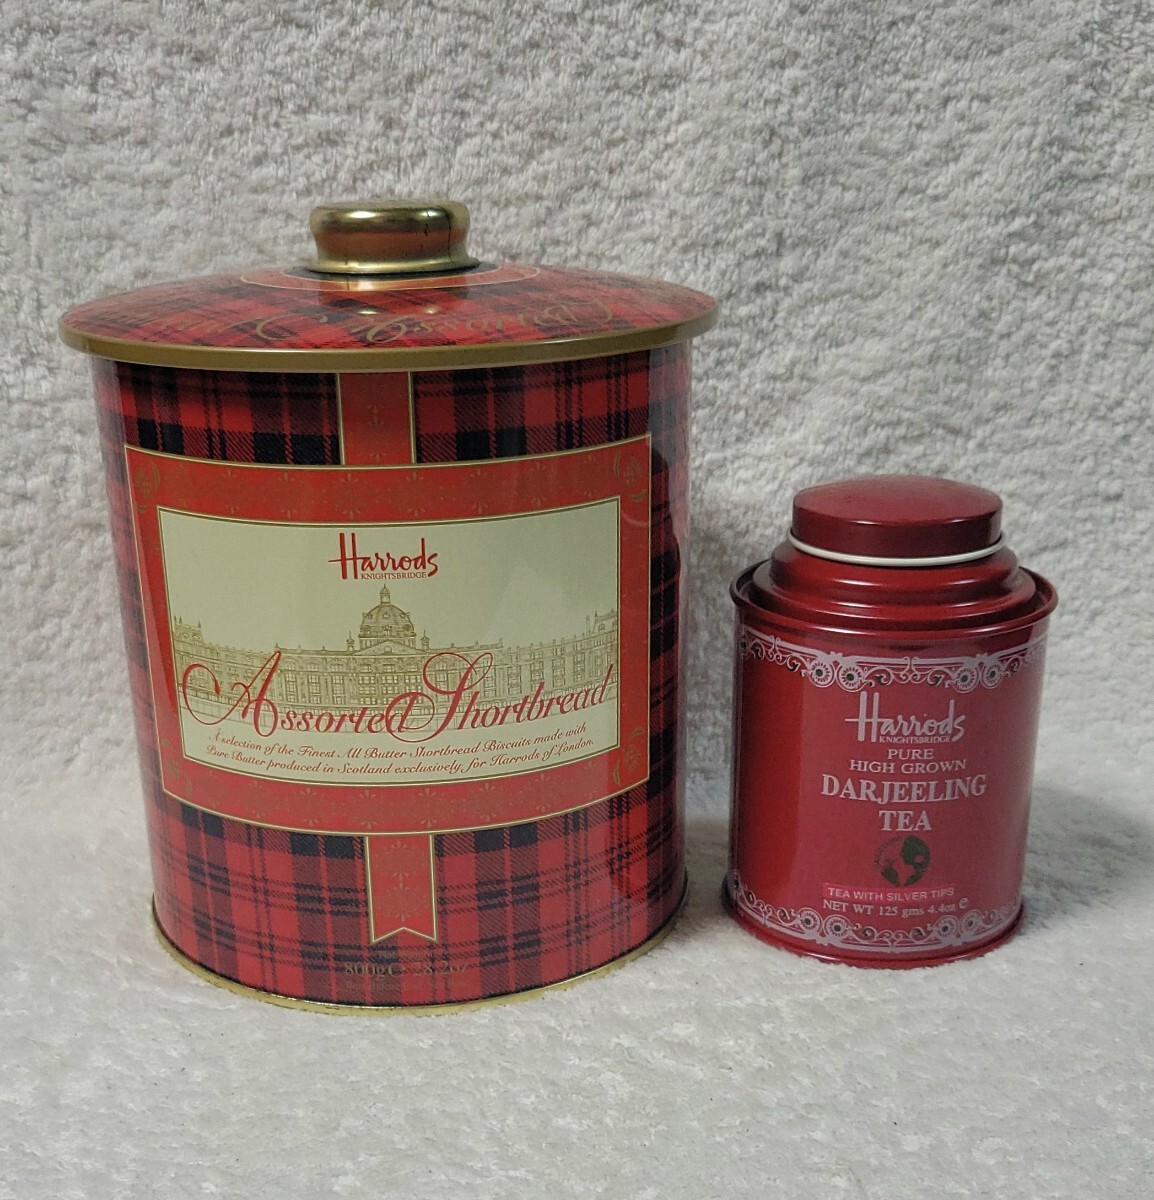 Assorted
Harrods
KNIGHTSBRIDGE
Assorted Shortbread
A selection of the Finest All Butter Shortbread Biscuits made with
Pure Butter produced in Scotland exclusively, for Harrods of London.
800g
Harrods
KNIGHTSBRIDGE
PURE
HIGH GROWN
DARJEELING
TEA
TEA WITH SILVER TIPS
NET WT 125 gms 4.4oz e